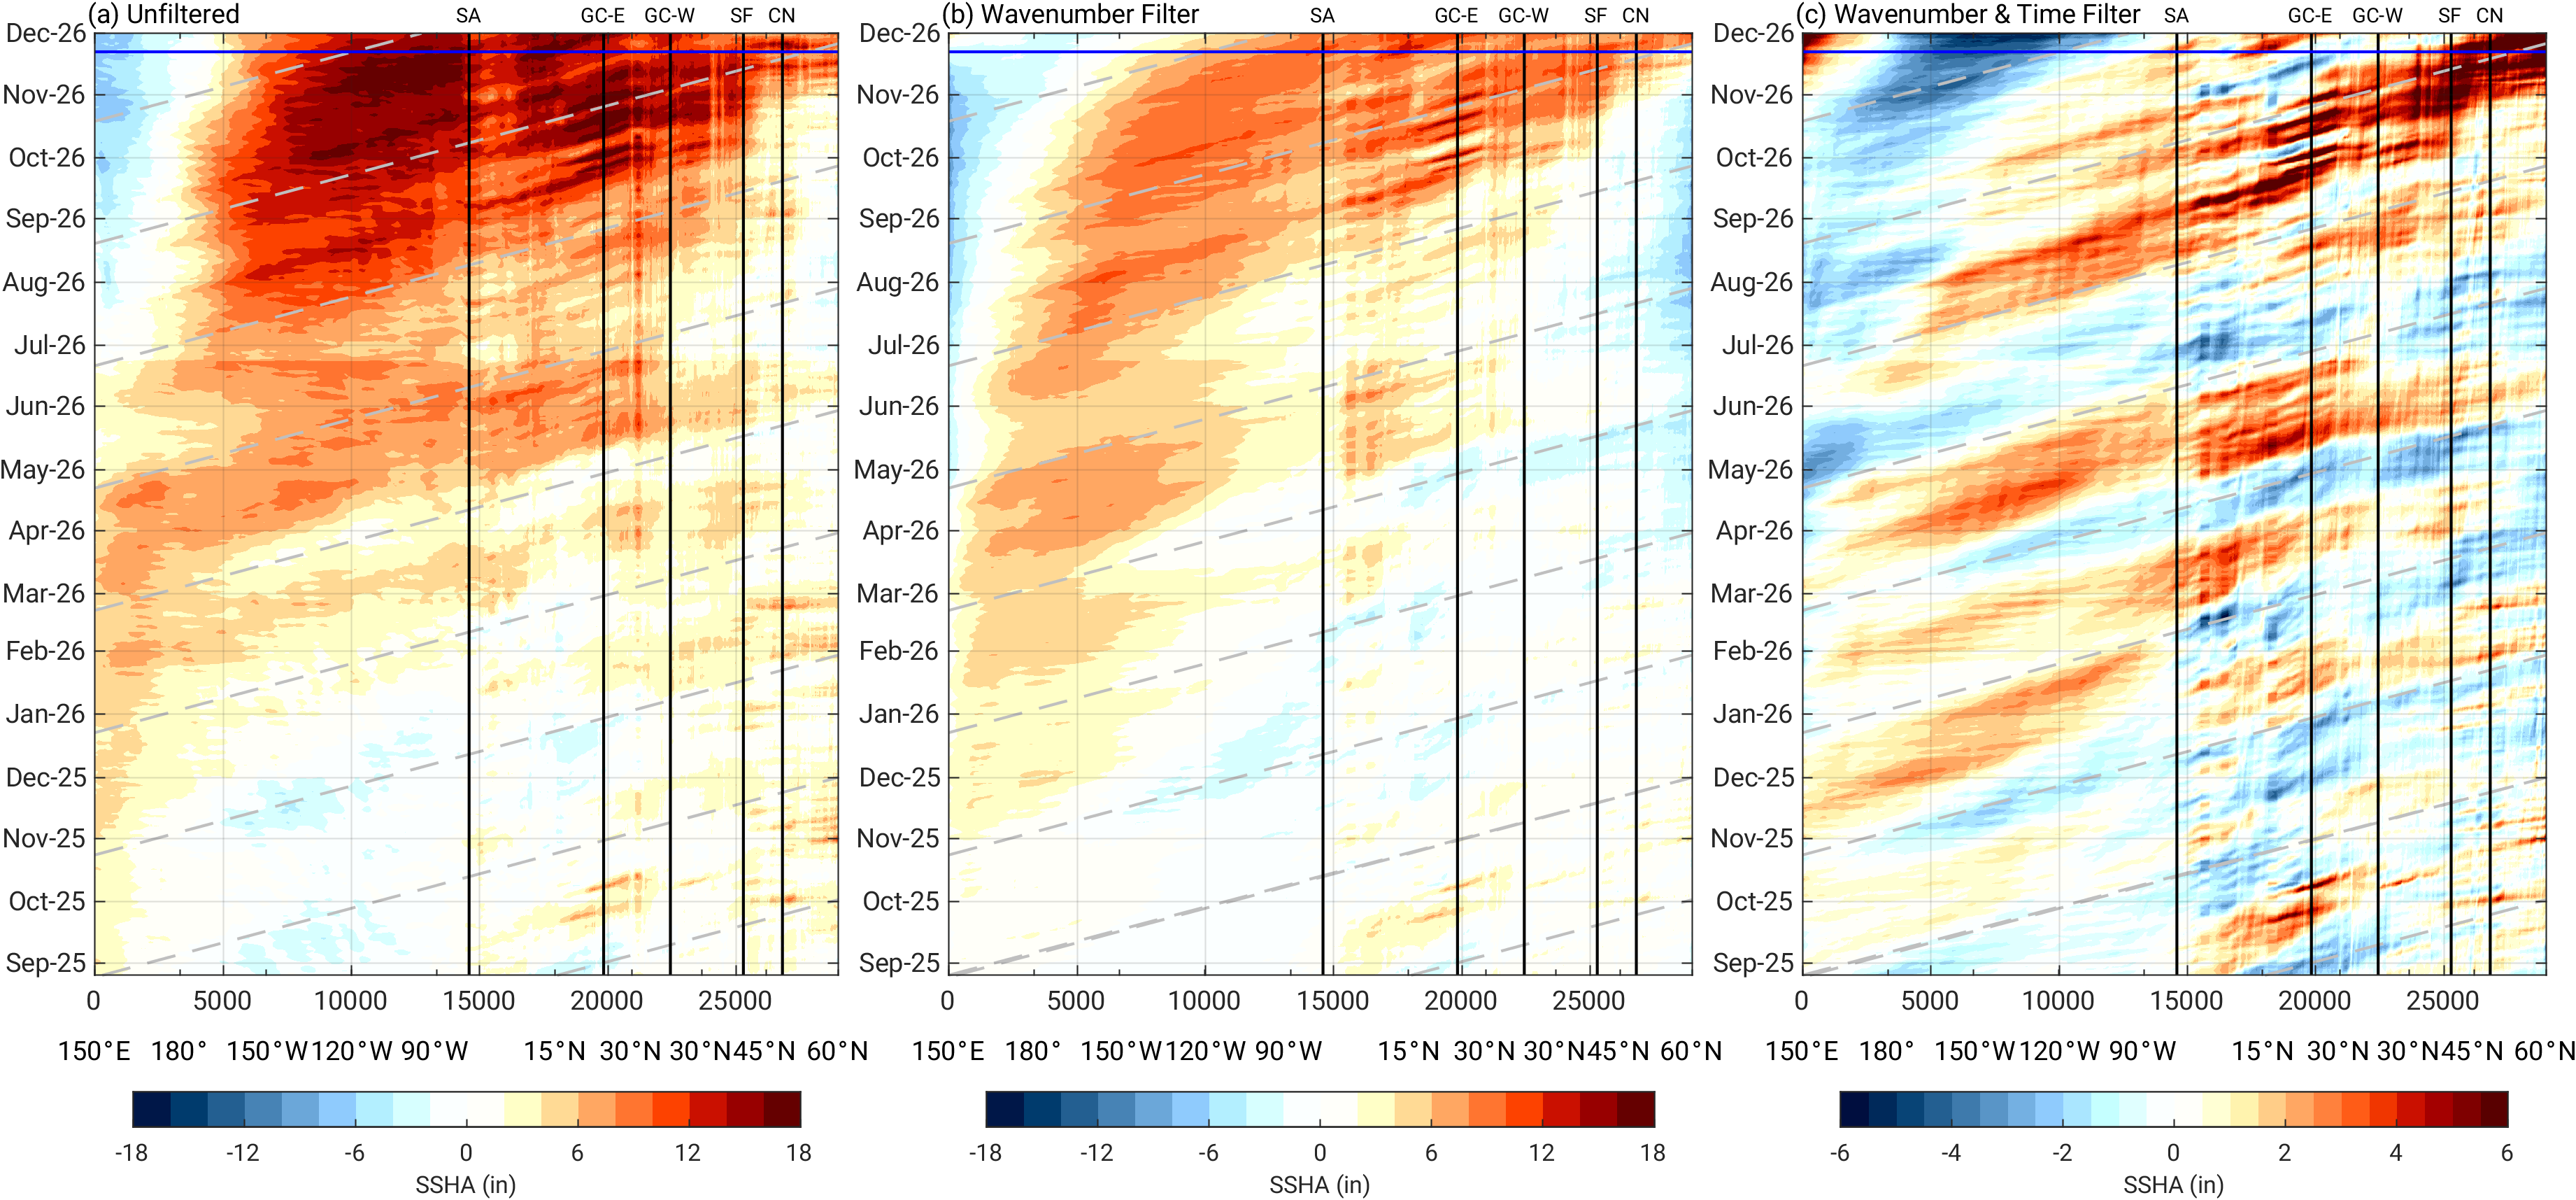 (a) Unfiltered SA GC-E GC-W SF CN
Dec-26
Nov-26
Oct-26
Sep-26
Aug-26
Jul-26
Jun-26
May-26
Apr-26
Mar-26
Feb-26
Jan-26
Dec-25
Nov-25
Oct-25
Sep-25
0 5000 10000 15000 20000 25000
150°E 180° 150°W 120°W 90°W 15°N 30°N 30°N 45°N 60°N
-18 -12 -6 0 6 12 18
SSHA (in)
(b) Wavenumber Filter SA GC-E GC-W SF CN
Dec-26
Nov-26
Oct-26
Sep-26
Aug-26
Jul-26
Jun-26
May-26
Apr-26
Mar-26
Feb-26
Jan-26
Dec-25
Nov-25
Oct-25
Sep-25
0 5000 10000 15000 20000 25000
150°E 180° 150°W 120°W 90°W 15°N 30°N 30°N 45°N 60°N
-18 -12 -6 0 6 12 18
SSHA (in)
(c) Wavenumber & Time Filter SA GC-E GC-W SF CN
Dec-26
Nov-26
Oct-26
Sep-26
Aug-26
Jul-26
Jun-26
May-26
Apr-26
Mar-26
Feb-26
Jan-26
Dec-25
Nov-25
Oct-25
Sep-25
0 5000 10000 15000 20000 25000
150°E 180° 150°W 120°W 90°W 15°N 30°N 30°N 45°N 60°N
-6 -4 -2 0 2 4 6
SSHA (in)